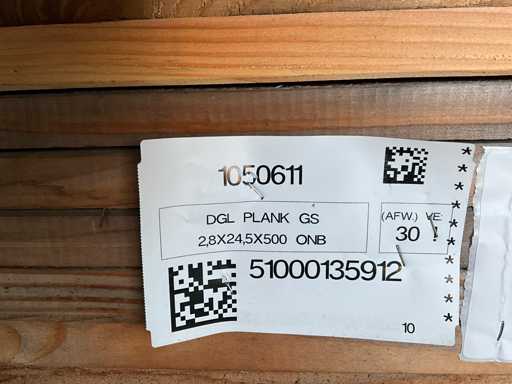 1050611
DGL PLANK GS
2,8X24,5X500 ONB
(AFW.) VE:
30 !
51000135912
10